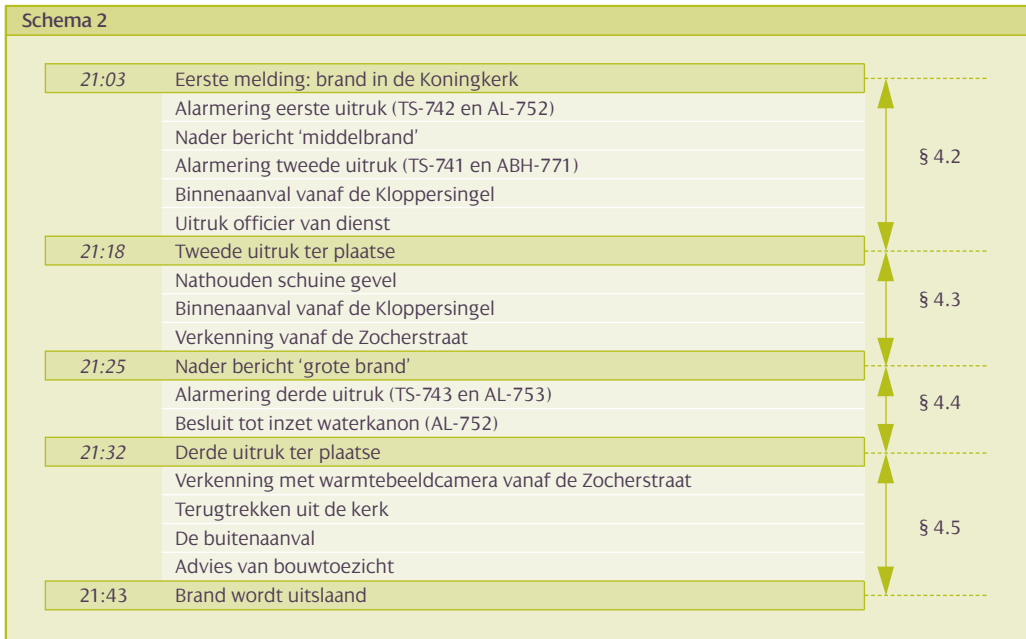 Schema 2
21:03 Eerste melding: brand in de Koningkerk
Alarmering eerste uitruk (TS-742 en AL-752)
Nader bericht ‘middelbrand’
§ 4.2
Alarmering tweede uitruk (TS-741 en ABH-771)
Binnenaanval vanaf de Kloppersingel
Uitruk officier van dienst
21:18 Tweede uitruk ter plaatse
Nathouden schuine gevel
§ 4.3
Binnenaanval vanaf de Kloppersingel
Verkenning vanaf de Zocherstraat
21:25 Nader bericht ‘grote brand’
Alarmering derde uitruk (TS-743 en AL-753)
§ 4.4
Besluit tot inzet waterkanon (AL-752)
21:32 Derde uitruk ter plaatse
Verkenning met warmtebeeldcamera vanaf de Zocherstraat
Terugtrekken uit de kerk
§ 4.5
De buitenaanval
Advies van bouwtoezicht
21:43 Brand wordt uitslaand